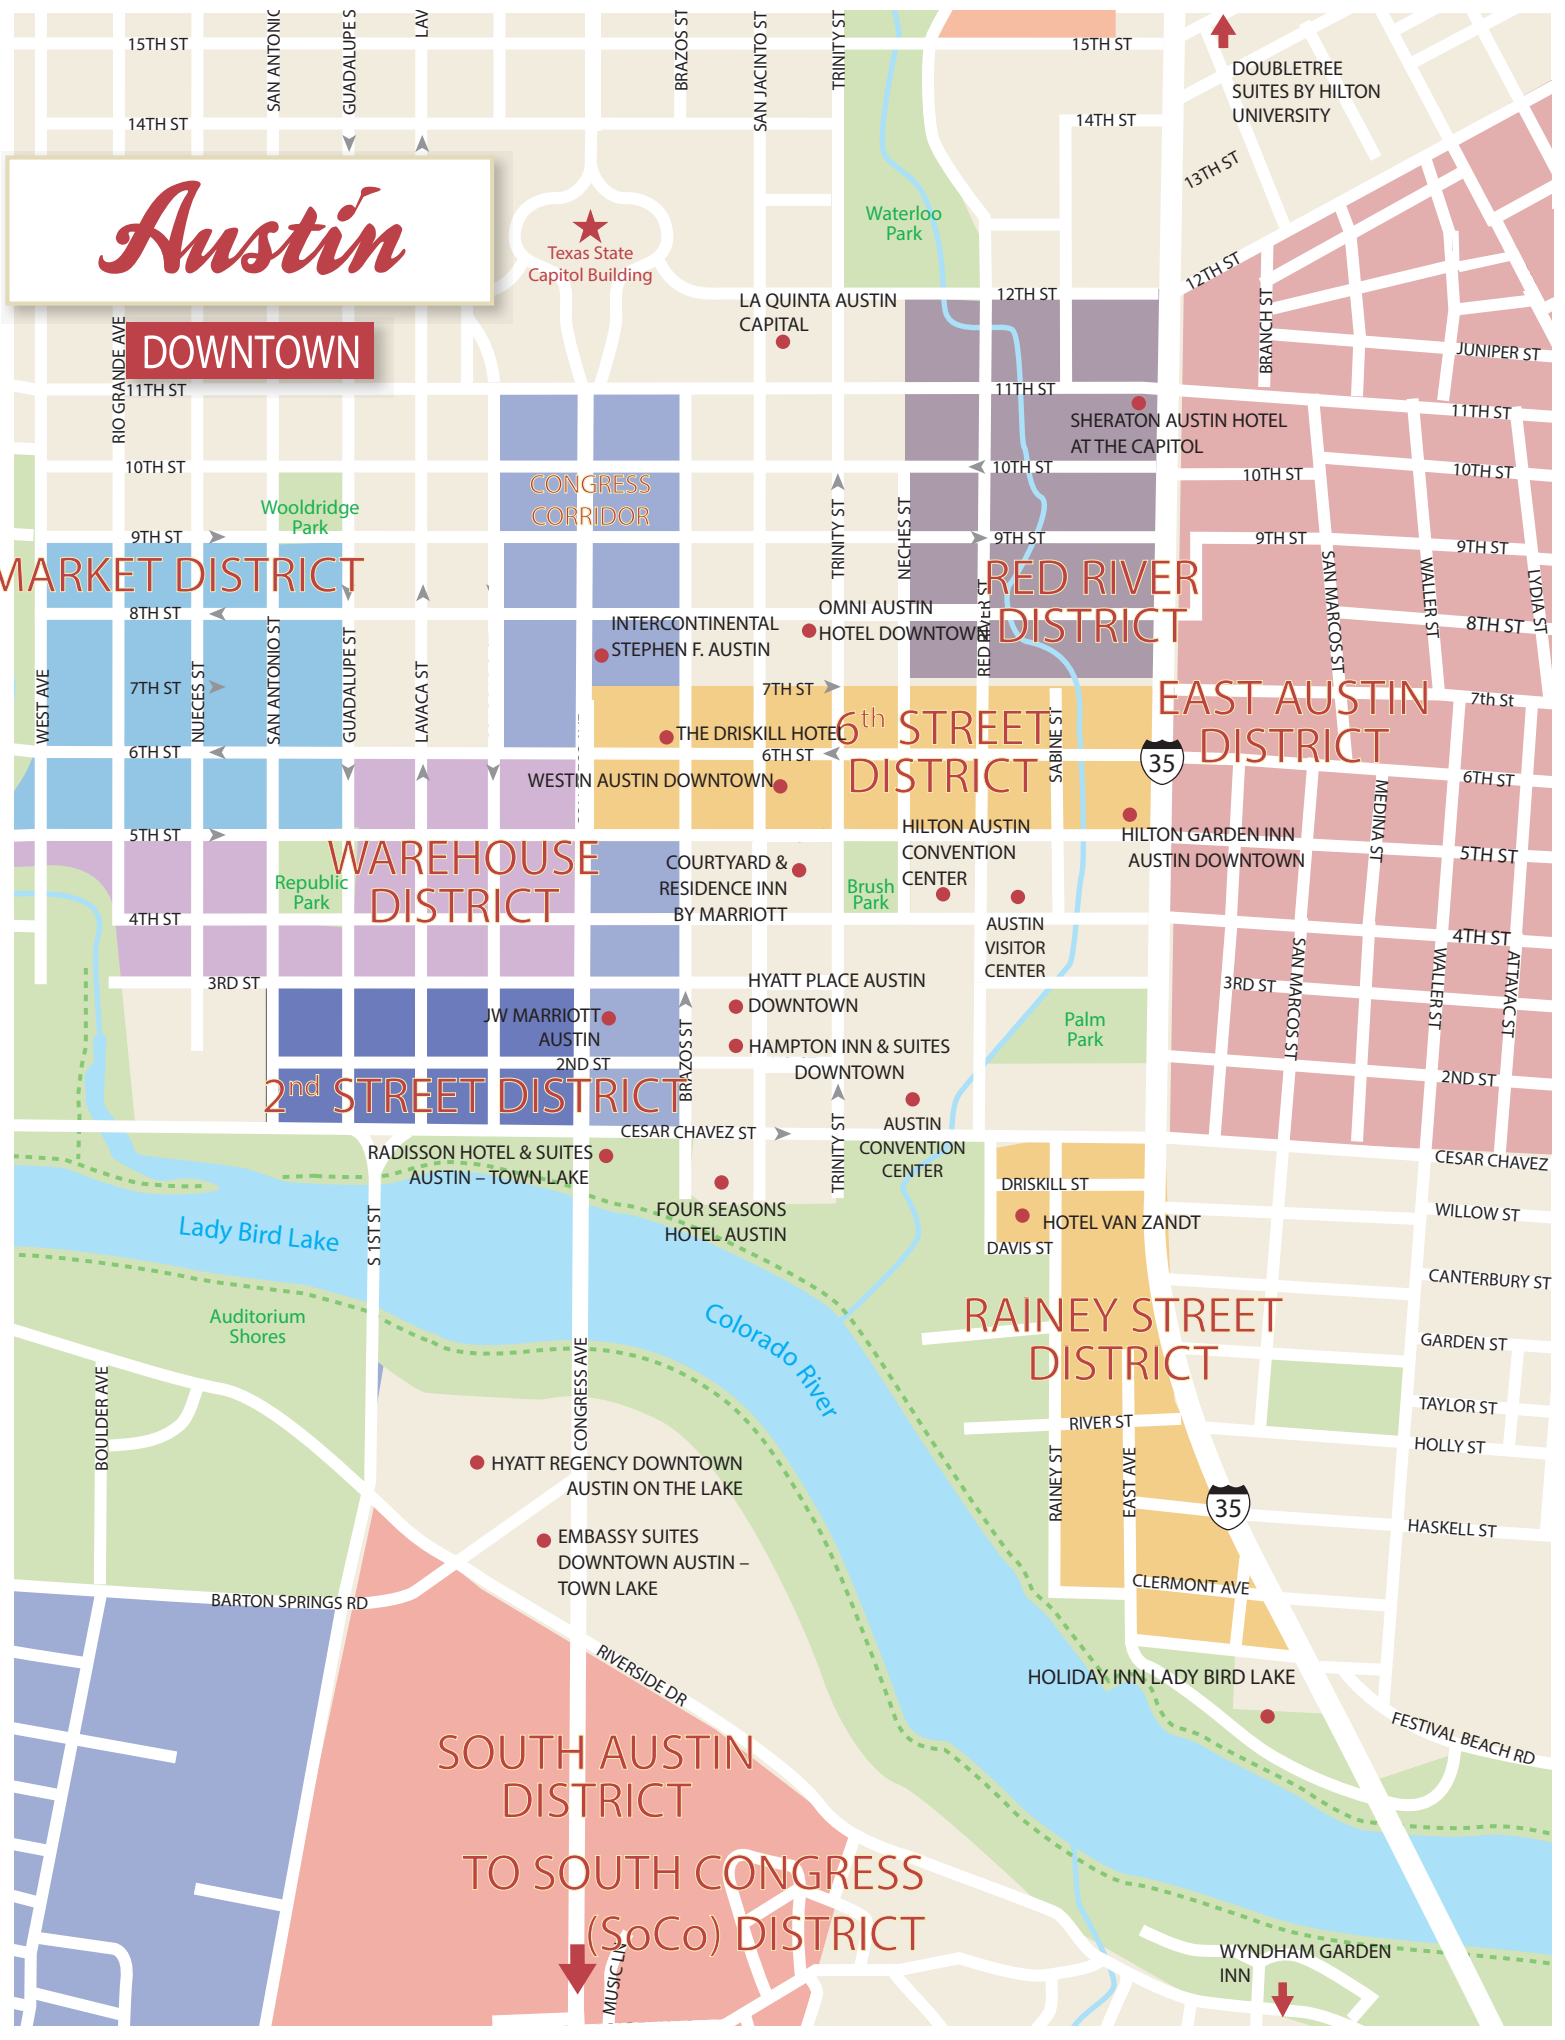 15TH ST
SAN ANTONIO
GUADALUPE S
LAV
BRAZOS ST
SAN JACINTO ST
TRINITY ST
15TH ST
DOUBLETREE
SUITES BY HILTON
UNIVERSITY
14TH ST
14TH ST
13TH ST
Austin
DOWNTOWN
Texas State
Capitol Building
Waterloo
Park
12TH ST
12TH ST
LA QUINTA AUSTIN
CAPITAL
BRANCH ST
JUNIPER ST
RIO GRANDE AVE
11TH ST
11TH ST
11TH ST
SHERATON AUSTIN HOTEL
AT THE CAPITOL
10TH ST
10TH ST
10TH ST
10TH ST
CONGRESS
CORRIDOR
Wooldridge
Park
TRINITY ST
NECHES ST
9TH ST
9TH ST
9TH ST
9TH ST
MARKET DISTRICT
RED RIVER
DISTRICT
RED RIVER ST
SAN MARCOS ST
WALLER ST
LYDIA ST
8TH ST
8TH ST
OMNI AUSTIN
HOTEL DOWNTOWN
INTERCONTINENTAL
STEPHEN F. AUSTIN
WEST AVE
NUECES ST
SAN ANTONIO ST
GUADALUPE ST
LAVACA ST
7TH ST
7TH ST
7th St
EAST AUSTIN
DISTRICT
6th STREET
DISTRICT
SABINE ST
THE DRISKILL HOTEL
6TH ST
6TH ST
6TH ST
35
WESTIN AUSTIN DOWNTOWN
MEDINA ST
HILTON GARDEN INN
AUSTIN DOWNTOWN
HILTON AUSTIN
CONVENTION
CENTER
5TH ST
5TH ST
WAREHOUSE
DISTRICT
COURTYARD &
RESIDENCE INN
BY MARRIOTT
Republic
Park
Brush
Park
4TH ST
4TH ST
AUSTIN
VISITOR
CENTER
SAN MARCOS ST
WALLER ST
ATTAYAC ST
3RD ST
3RD ST
HYATT PLACE AUSTIN
DOWNTOWN
JW MARRIOTT
AUSTIN
BRAZOS ST
Palm
Park
HAMPTON INN & SUITES
DOWNTOWN
2ND ST
2ND ST
2nd STREET DISTRICT
AUSTIN
CONVENTION
CENTER
TRINITY ST
CESAR CHAVEZ ST
CESAR CHAVEZ
RADISSON HOTEL & SUITES
AUSTIN – TOWN LAKE
DRISKILL ST
FOUR SEASONS
HOTEL AUSTIN
HOTEL VAN ZANDT
WILLOW ST
Lady Bird Lake
S 1ST ST
DAVIS ST
CANTERBURY ST
Auditorium
Shores
Colorado River
RAINEY STREET
DISTRICT
GARDEN ST
BOULDER AVE
CONGRESS AVE
TAYLOR ST
RIVER ST
HOLLY ST
HYATT REGENCY DOWNTOWN
AUSTIN ON THE LAKE
RAINEY ST
EAST AVE
35
HASKELL ST
EMBASSY SUITES
DOWNTOWN AUSTIN –
TOWN LAKE
CLERMONT AVE
BARTON SPRINGS RD
RIVERSIDE DR
HOLIDAY INN LADY BIRD LAKE
FESTIVAL BEACH RD
SOUTH AUSTIN
DISTRICT
TO SOUTH CONGRESS
(SoCo) DISTRICT
MUSIC LN
WYNDHAM GARDEN
INN